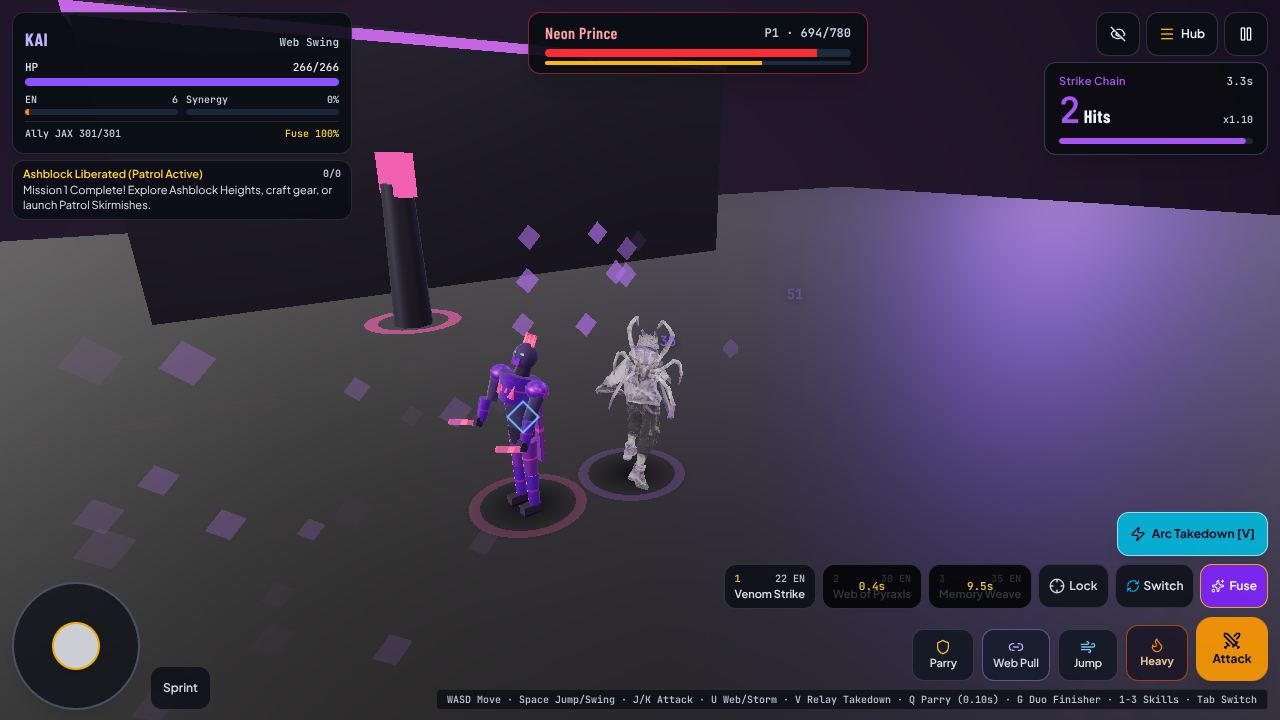 KAI
Web Swing
HP
266/266
EN
6
Synergy
0%
Ally JAX 301/301
Fuse 100%
Ashblock Liberated (Patrol Active)
0/0
Mission 1 Complete! Explore Ashblock Heights, craft gear, or
launch Patrol Skirmishes.
Neon Prince
P1 · 694/780
Hub
Strike Chain
3.3s
2 Hits
x1.10
51
Arc Takedown [V]
1
22 EN
Venom Strike
2
0.4s
30 EN
Web of Pyraxis
3
9.5s
35 EN
Memory Weave
Lock
Switch
Fuse
Parry
Web Pull
Jump
Heavy
Attack
Sprint
WASD Move · Space Jump/Swing · J/K Attack · U Web/Storm · V Relay Takedown · Q Parry (0.10s) · G Duo Finisher · 1-3 Skills · Tab Switch